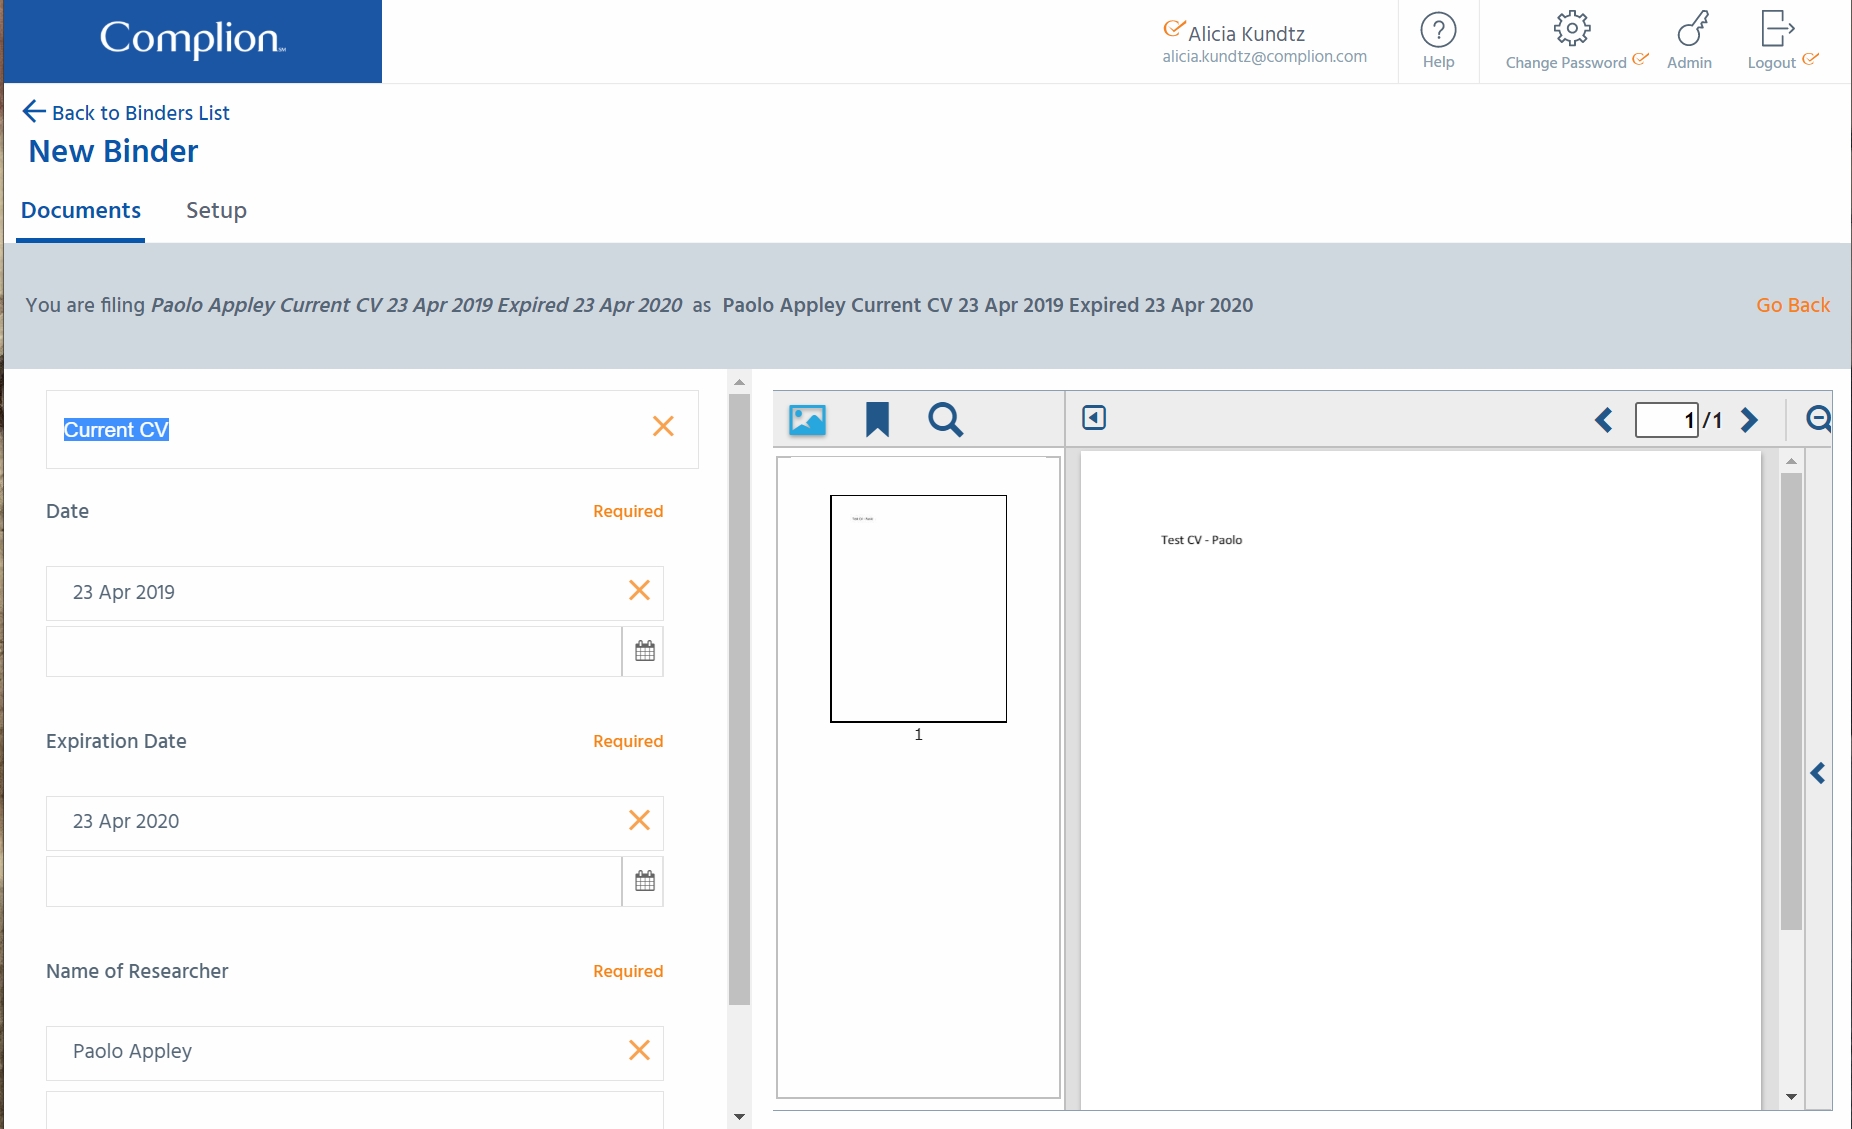 Complion
Alicia Kundtz
alicia.kundtz@complion.com
Help
Change Password
Admin
Logout
Back to Binders List
New Binder
Documents Setup
You are filing Paolo Appley Current CV 23 Apr 2019 Expired 23 Apr 2020 as Paolo Appley Current CV 23 Apr 2019 Expired 23 Apr 2020 Go Back
Current CV
Date Required
23 Apr 2019
Expiration Date Required
23 Apr 2020
Name of Researcher Required
Paolo Appley
1 /1
1
Test CV - Paolo